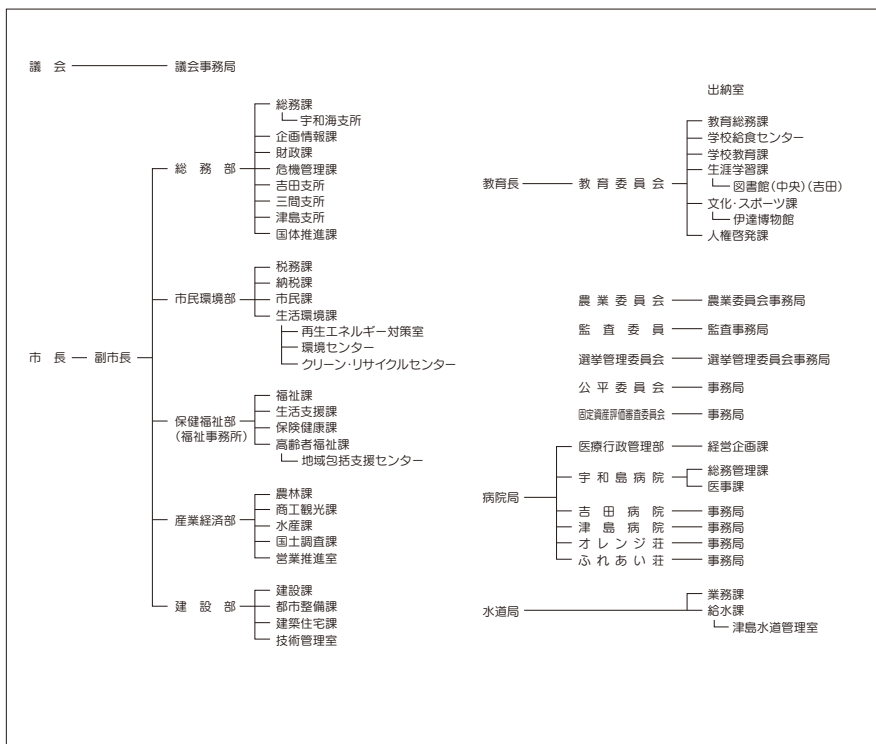 議会 議会事務局
市長 副市長
総務部
総務課
宇和海支所
企画情報課
財政課
危機管理課
吉田支所
三間支所
津島支所
国体推進課
市民環境部
税務課
納税課
市民課
生活環境課
再生エネルギー対策室
環境センター
クリーン・リサイクルセンター
保健福祉部
(福祉事務所)
福祉課
生活支援課
保険健康課
高齢者福祉課
地域包括支援センター
産業経済部
農林課
商工観光課
水産課
国土調査課
営業推進室
建設部
建設課
都市整備課
建築住宅課
技術管理室
出納室
教育長 教育委員会
教育総務課
学校給食センター
学校教育課
生涯学習課
図書館(中央)(吉田)
文化・スポーツ課
伊達博物館
人権啓発課
農業委員会 農業委員会事務局
監査委員 監査事務局
選挙管理委員会 選挙管理委員会事務局
公平委員会 事務局
固定資産評価審査委員会 事務局
病院局
医療行政管理部 経営企画課
宇和島病院
総務管理課
医事課
吉田病院 事務局
津島病院 事務局
オレンジ荘 事務局
ふれあい荘 事務局
水道局
業務課
給水課
津島水道管理室